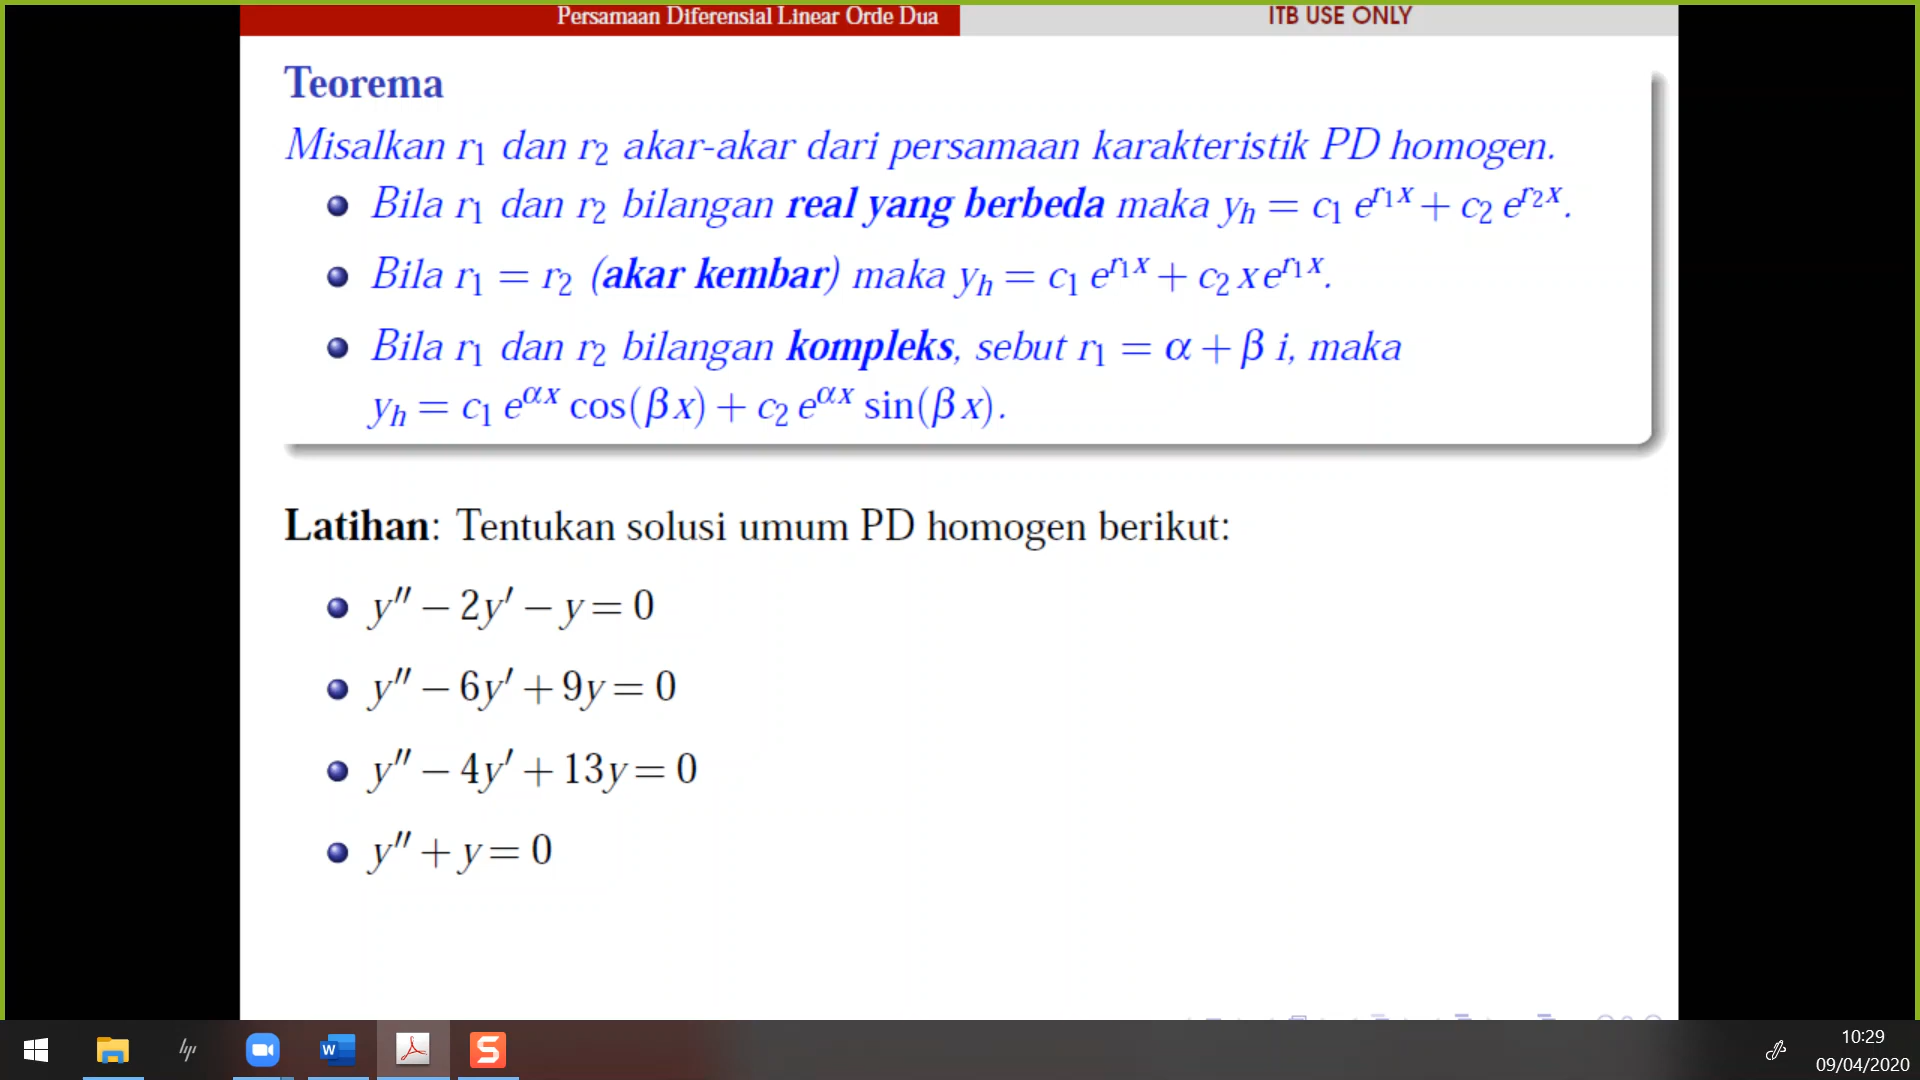 Persamaan Diferensial Linear Orde Dua
ITB USE ONLY
Teorema
Misalkan r₁ dan r₂ akar-akar dari persamaan karakteristik PD homogen.
Bila r₁ dan r₂ bilangan real yang berbeda maka yₕ = c₁ e^{r₁x} + c₂ e^{r₂x}.
Bila r₁ = r₂ (akar kembar) maka yₕ = c₁ e^{r₁x} + c₂ x e^{r₁x}.
Bila r₁ dan r₂ bilangan kompleks, sebut r₁ = α + β i, maka
yₕ = c₁ e^{αx} cos(βx) + c₂ e^{αx} sin(βx).
Latihan: Tentukan solusi umum PD homogen berikut:
y″ − 2y′ − y = 0
y″ − 6y′ + 9y = 0
y″ − 4y′ + 13y = 0
y″ + y = 0
hp
W
S
10:29
09/04/2020